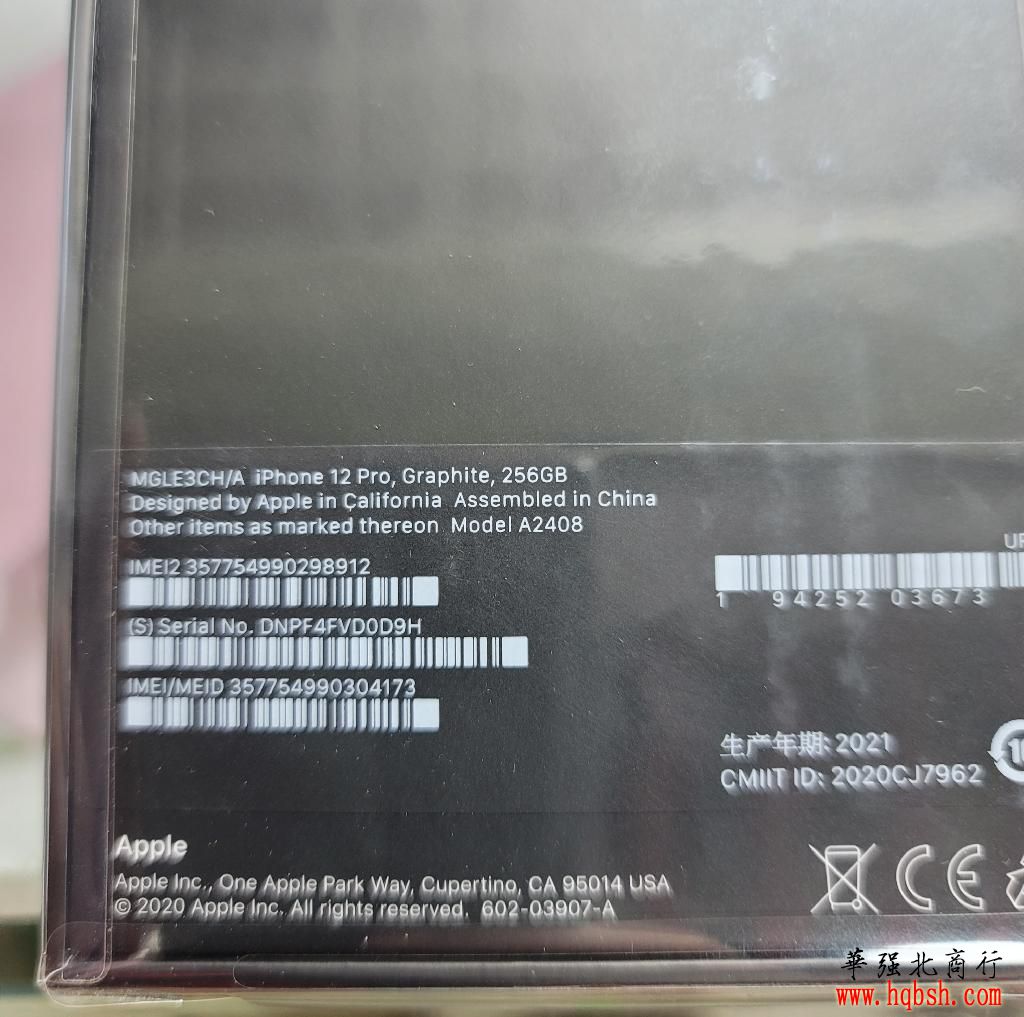 MGLE3CH/A iPhone 12 Pro, Graphite, 256GB
Designed by Apple in California Assembled in China
Other items as marked thereon Model A2408
IMEI2 357754990298912
(S) Serial No. DNPF4FVD0D9H
IMEI/MEID 357754990304173
1 94252 03673
生产年期: 2021
CMIIT ID: 2020CJ7962
Apple
Apple Inc., One Apple Park Way, Cupertino, CA 95014 USA
© 2020 Apple Inc. All rights reserved. 602-03907-A
CE
華强北商行
www.hqbsh.com